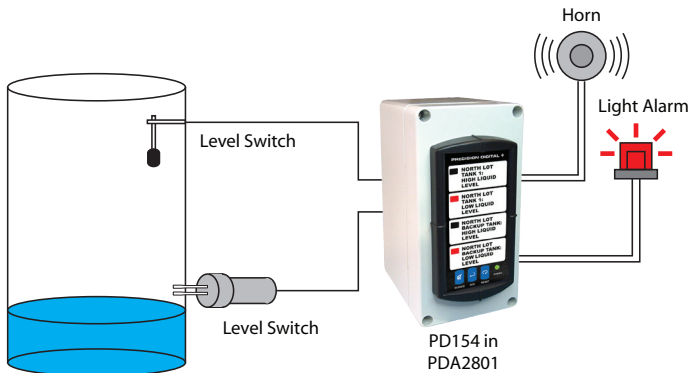 Horn
Light Alarm
Level Switch
PRECISION DIGITAL
NORTH LOT
TANK 1:
HIGH LIQUID
LEVEL
NORTH LOT
TANK 1:
LOW LIQUID
LEVEL
NORTH LOT
BACKUP TANK:
HIGH LIQUID
LEVEL
NORTH LOT
BACKUP TANK:
LOW LIQUID
LEVEL
Level Switch
PD154 in
PDA2801